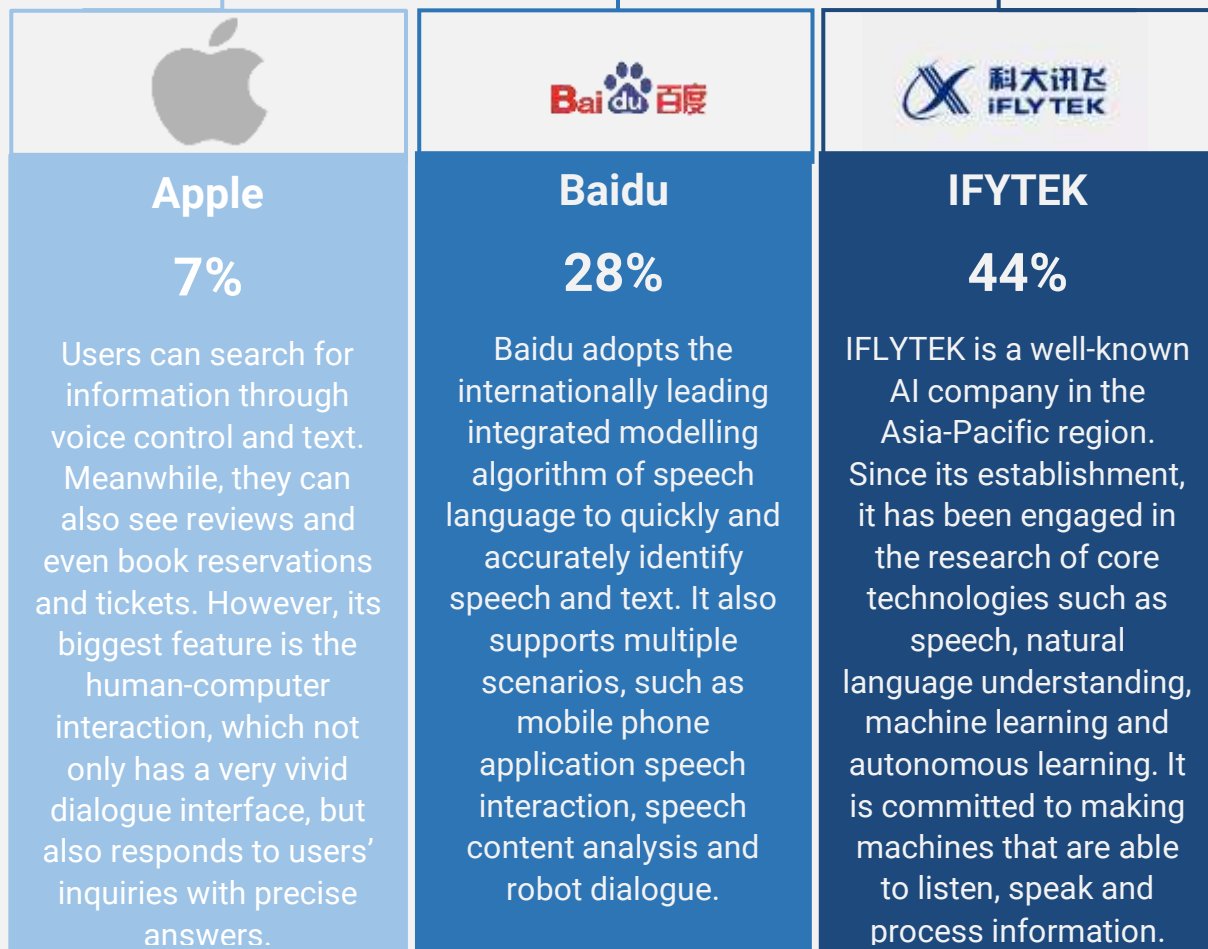 Bai du 百度
科大讯飞
iFLYTEK
Apple
7%
Users can search for
information through
voice control and text.
Meanwhile, they can
also see reviews and
even book reservations
and tickets. However, its
biggest feature is the
human-computer
interaction, which not
only has a very vivid
dialogue interface, but
also responds to users’
inquiries with precise
answers.
Baidu
28%
Baidu adopts the
internationally leading
integrated modelling
algorithm of speech
language to quickly and
accurately identify
speech and text. It also
supports multiple
scenarios, such as
mobile phone
application speech
interaction, speech
content analysis and
robot dialogue.
IFYTEK
44%
IFLYTEK is a well-known
AI company in the
Asia-Pacific region.
Since its establishment,
it has been engaged in
the research of core
technologies such as
speech, natural
language understanding,
machine learning and
autonomous learning. It
is committed to making
machines that are able
to listen, speak and
process information.